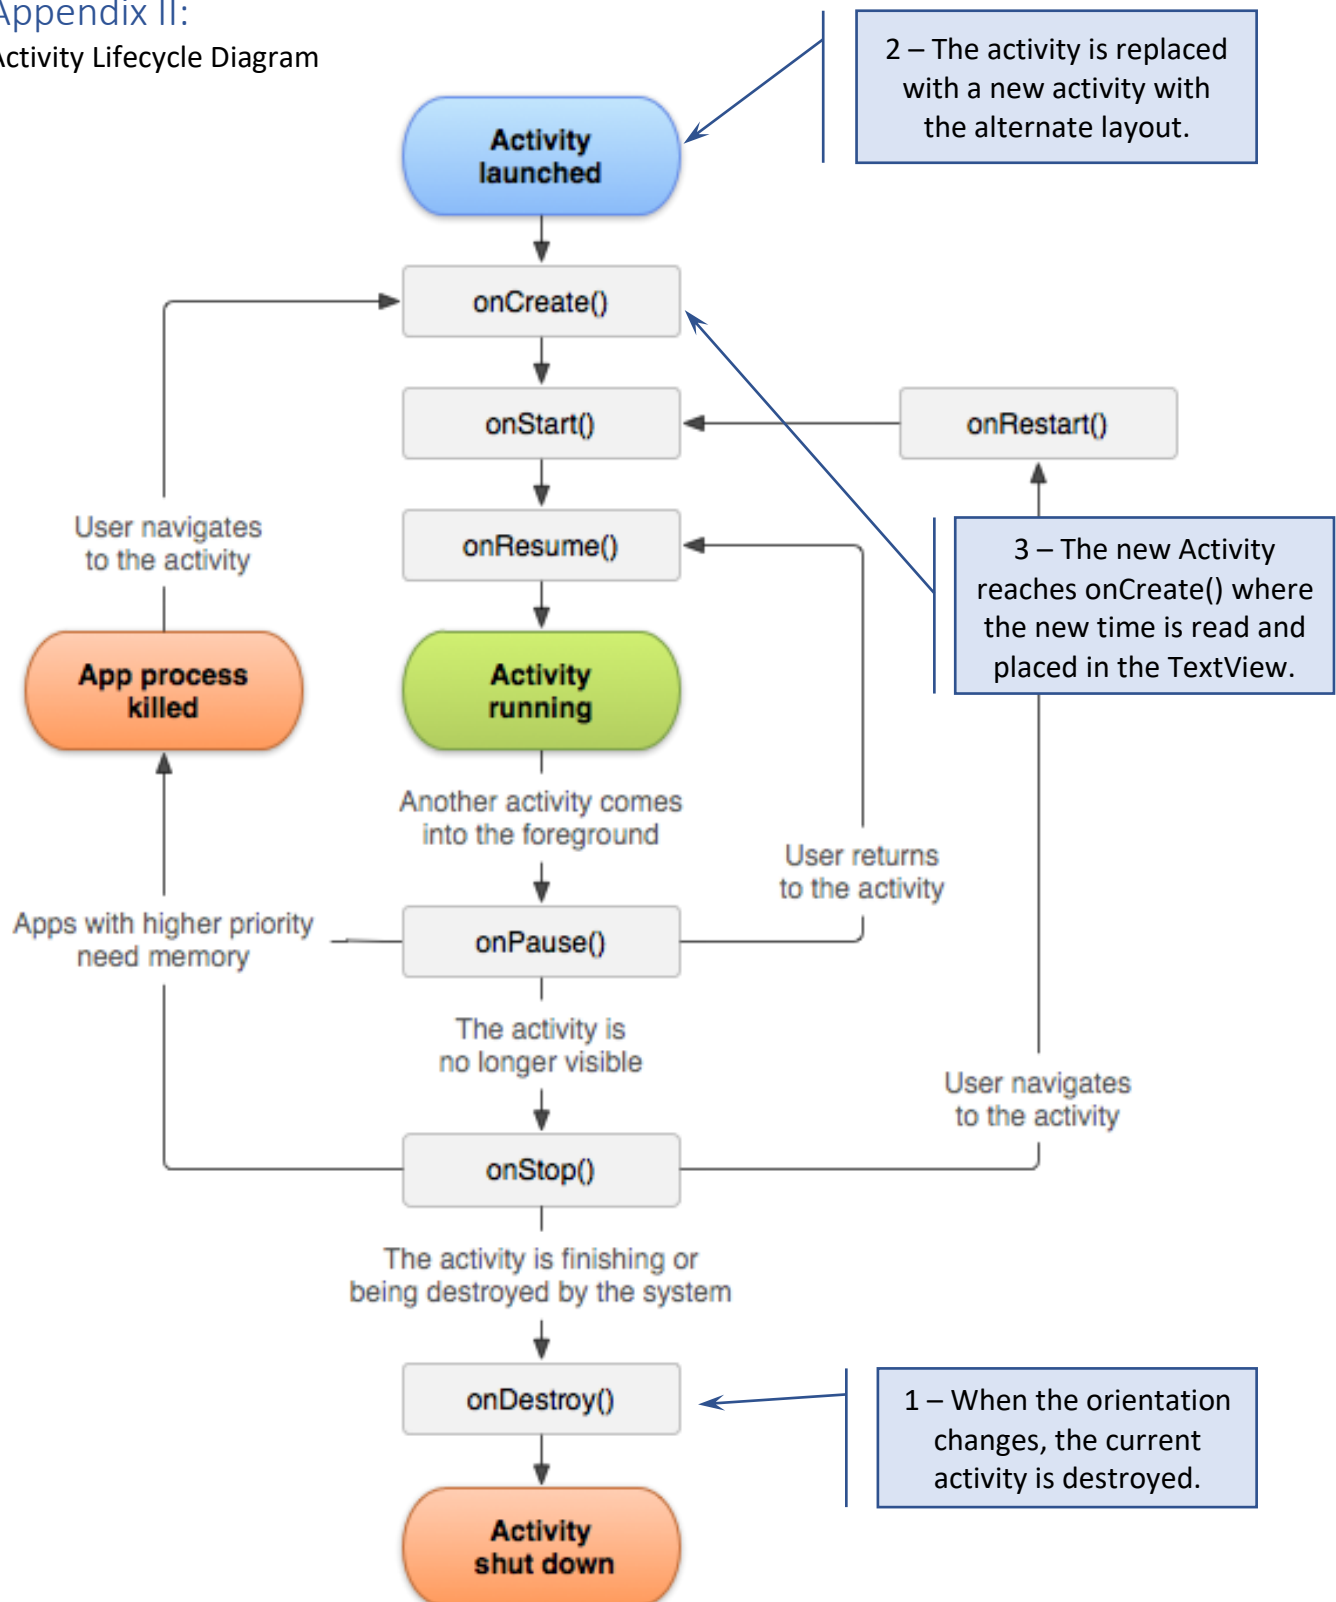 Appendix II:
Activity Lifecycle Diagram
2 – The activity is replaced
with a new activity with
the alternate layout.
Activity
launched
onCreate()
onStart()
onRestart()
User navigates
to the activity
onResume()
3 – The new Activity
reaches onCreate() where
the new time is read and
placed in the TextView.
App process
killed
Activity
running
Another activity comes
into the foreground
User returns
to the activity
Apps with higher priority
need memory
onPause()
The activity is
no longer visible
User navigates
to the activity
onStop()
The activity is finishing or
being destroyed by the system
onDestroy()
1 – When the orientation
changes, the current
activity is destroyed.
Activity
shut down